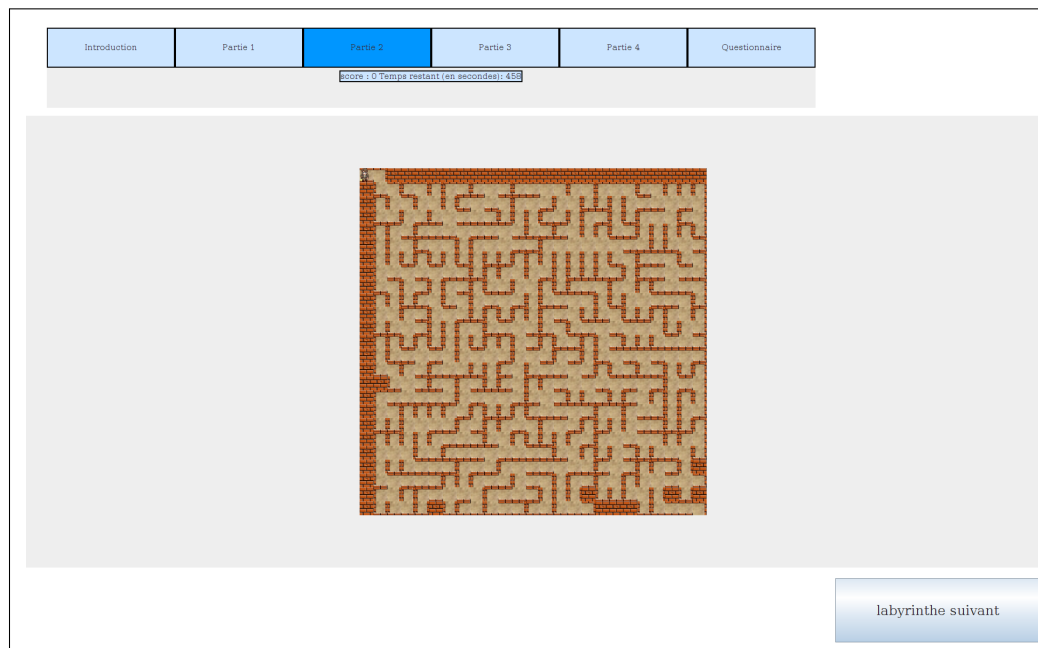 Introduction
Partie 1
Partie 2
Partie 3
Partie 4
Questionnaire
score : 0 Temps restant (en secondes): 458
labyrinthe suivant